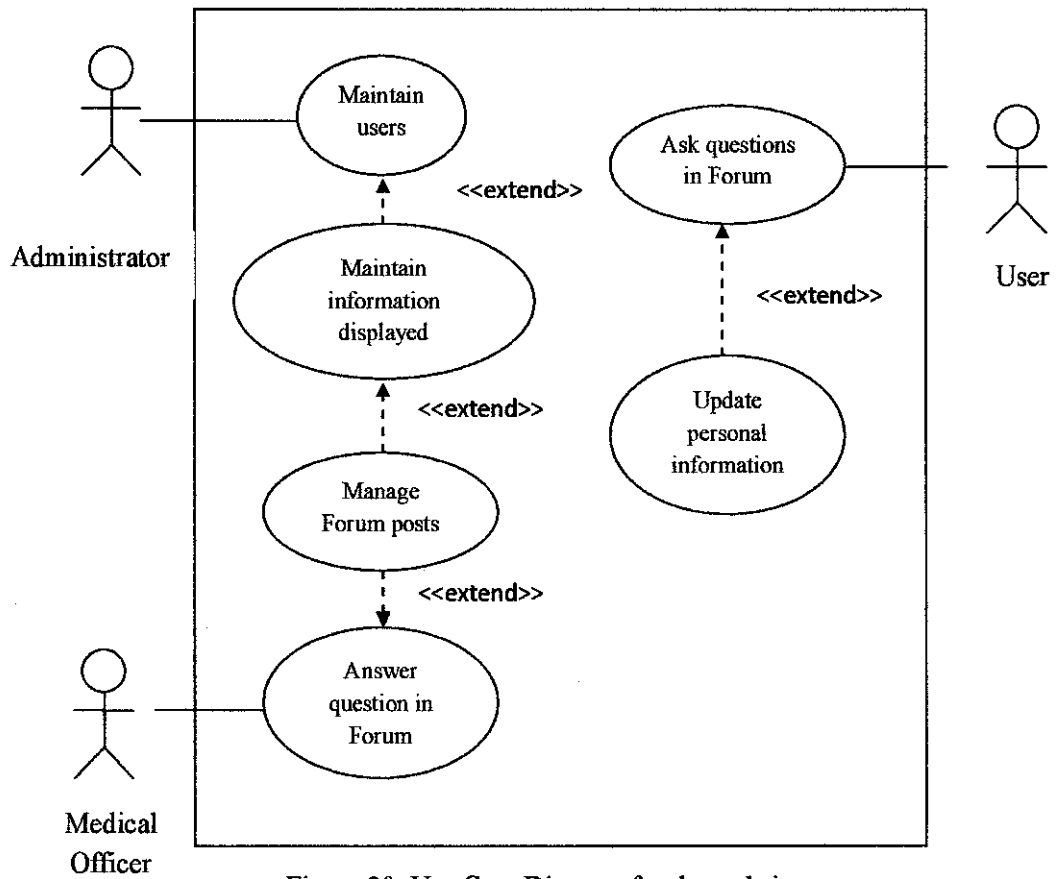 Maintain
users
Ask questions
in Forum
<<extend>>
Administrator
Maintain
information
displayed
User
<<extend>>
<<extend>>
Update
personal
information
Manage
Forum posts
<<extend>>
Answer
question in
Forum
Medical
Officer